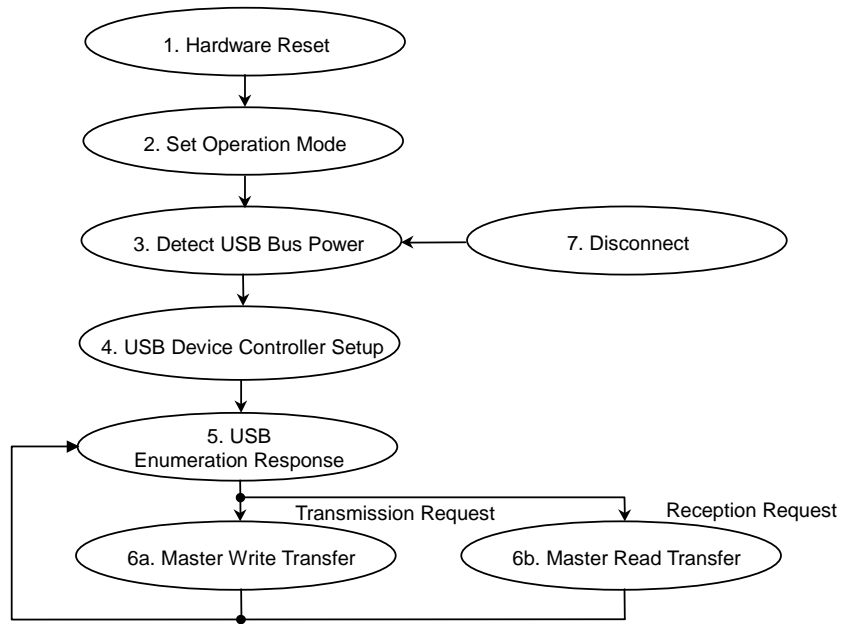 1. Hardware Reset
2. Set Operation Mode
3. Detect USB Bus Power
7. Disconnect
4. USB Device Controller Setup
5. USB
Enumeration Response
Transmission Request
Reception Request
6a. Master Write Transfer
6b. Master Read Transfer